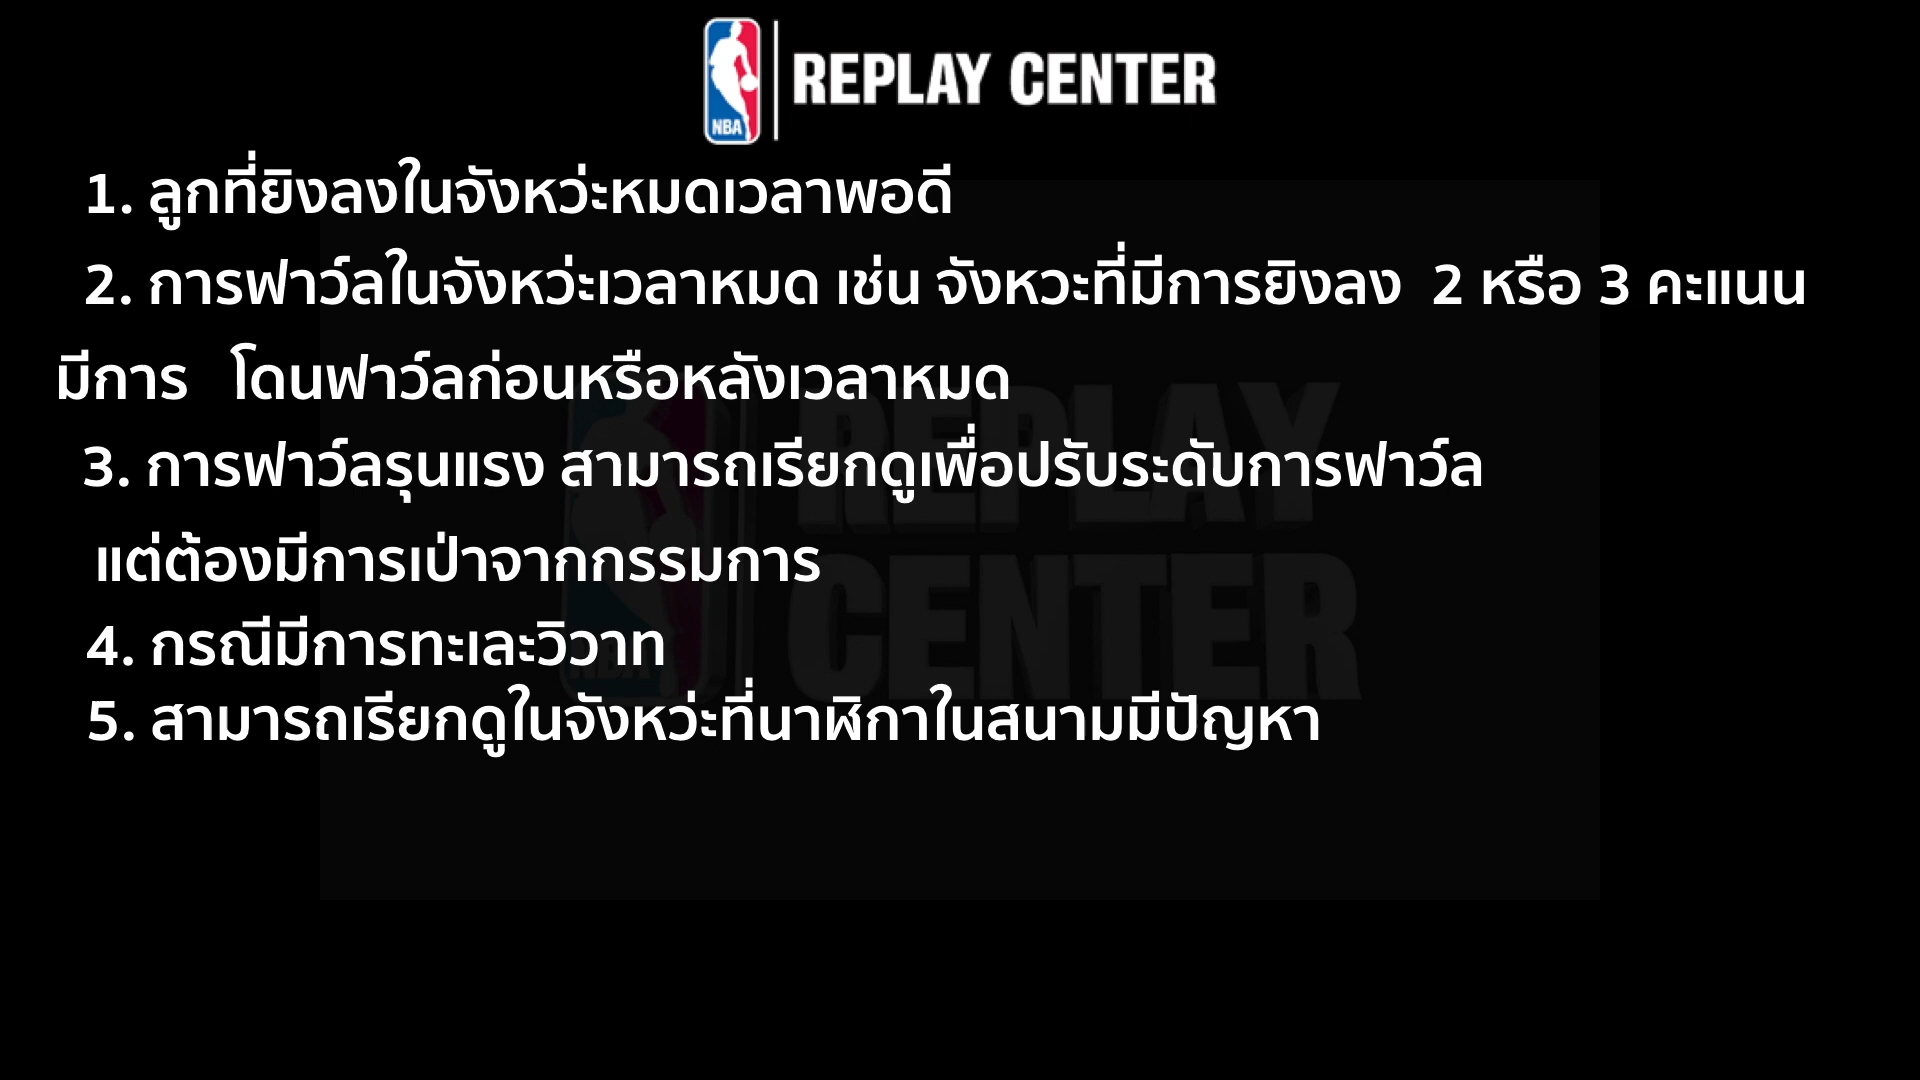 NBA REPLAY CENTER
1. ลูกที่ยิงลงในจังหว่ะหมดเวลาพอดี
2. การฟาว์ลในจังหว่ะเวลาหมด เช่น จังหวะที่มีการยิงลง 2 หรือ 3 คะแนน
มีการ โดนฟาว์ลก่อนหรือหลังเวลาหมด
3. การฟาว์ลรุนแรง สามารถเรียกดูเพื่อปรับระดับการฟาว์ล
แต่ต้องมีการเป่าจากกรรมการ
4. กรณีมีการทะเละวิวาท
5. สามารถเรียกดูในจังหว่ะที่นาฬิกาในสนามมีปัญหา
NBA REPLAY
CENTER